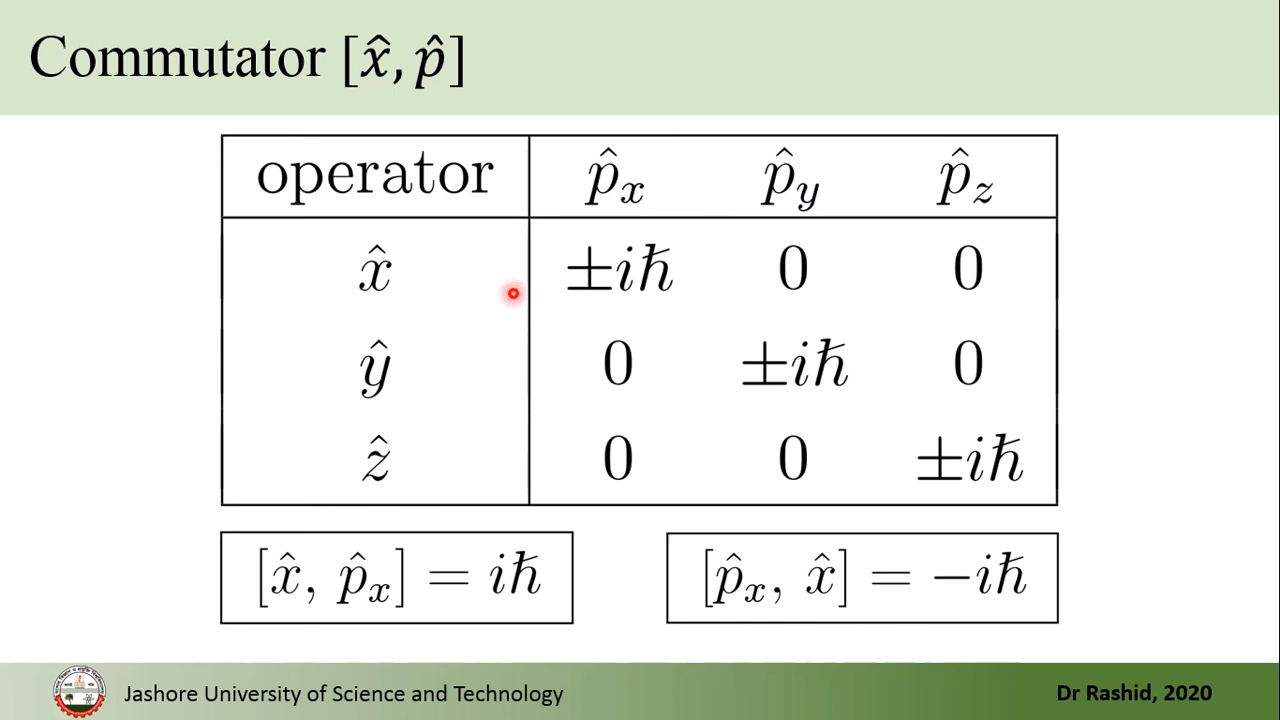 Commutator [x̂, p̂]
operator p̂ₓ p̂ᵧ p̂_z
x̂ ±iħ 0 0
ŷ 0 ±iħ 0
ẑ 0 0 ±iħ
[x̂, p̂ₓ] = iħ
[p̂ₓ, x̂] = −iħ
Jashore University of Science and Technology
Dr Rashid, 2020